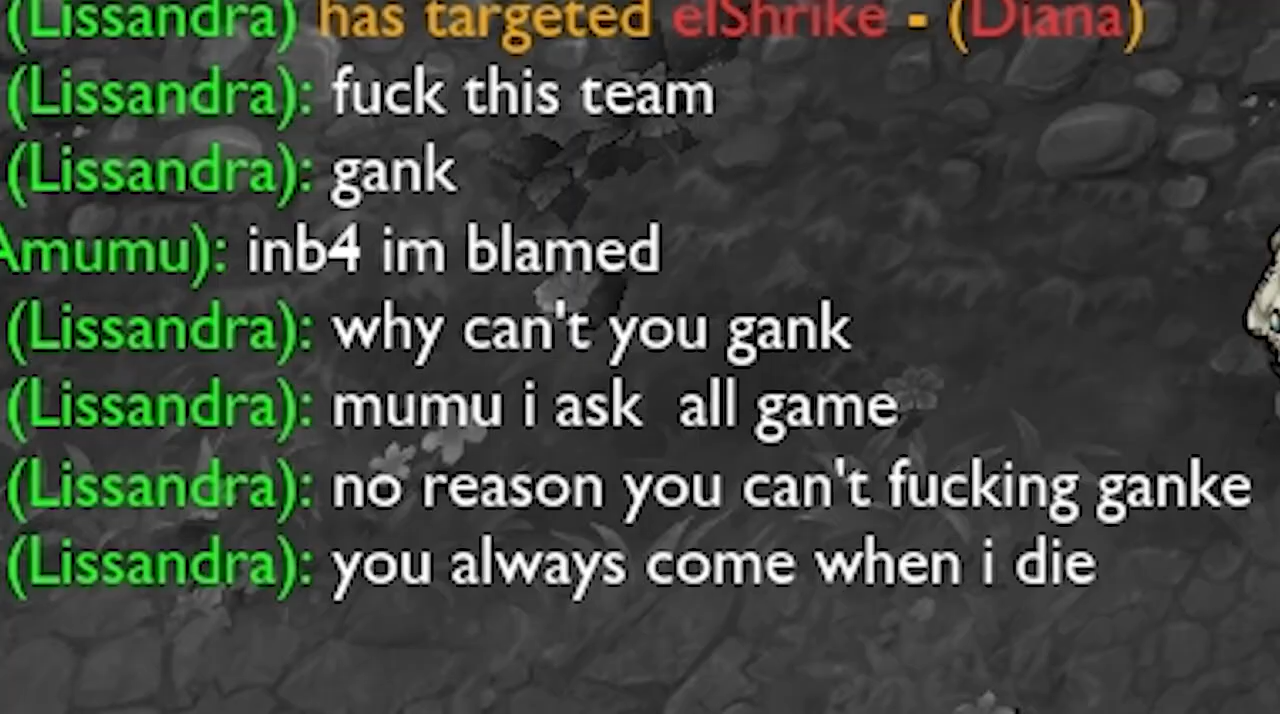 (Lissandra) has targeted elShrike - (Diana)
(Lissandra): fuck this team
(Lissandra): gank
Amumu): inb4 im blamed
(Lissandra): why can't you gank
(Lissandra): mumu i ask  all game
(Lissandra): no reason you can't fucking ganke
(Lissandra): you always come when i die